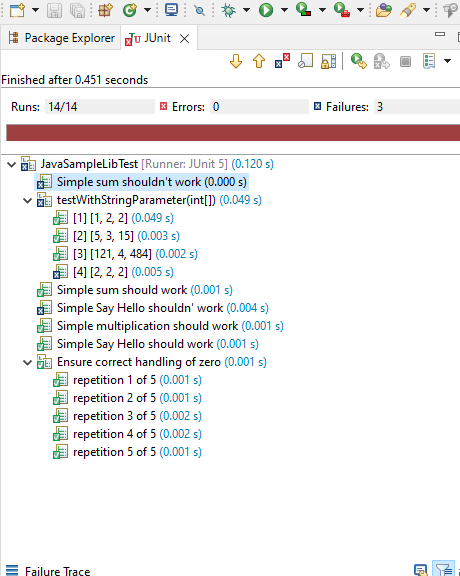 Package Explorer JUnit
Finished after 0.451 seconds
Runs: 14/14 Errors: 0 Failures: 3
JavaSampleLibTest [Runner: JUnit 5] (0.120 s)
Simple sum shouldn't work (0.000 s)
testWithStringParameter(int[]) (0.049 s)
[1] [1, 2, 2] (0.049 s)
[2] [5, 3, 15] (0.003 s)
[3] [121, 4, 484] (0.002 s)
[4] [2, 2, 2] (0.005 s)
Simple sum should work (0.001 s)
Simple Say Hello shouldn' work (0.004 s)
Simple multiplication should work (0.001 s)
Simple Say Hello should work (0.001 s)
Ensure correct handling of zero (0.001 s)
repetition 1 of 5 (0.001 s)
repetition 2 of 5 (0.001 s)
repetition 3 of 5 (0.002 s)
repetition 4 of 5 (0.002 s)
repetition 5 of 5 (0.001 s)
Failure Trace